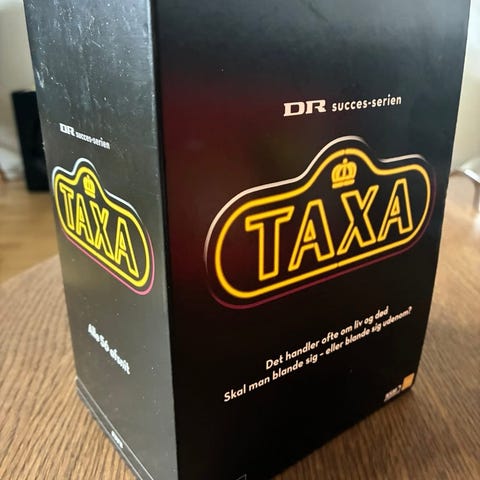 DR succes-serien
TAXA
Alle 56 afsnit
DR succes-serien
TAXA
Det handler ofte om liv og død
Skal man blande sig - eller blande sig udenom?